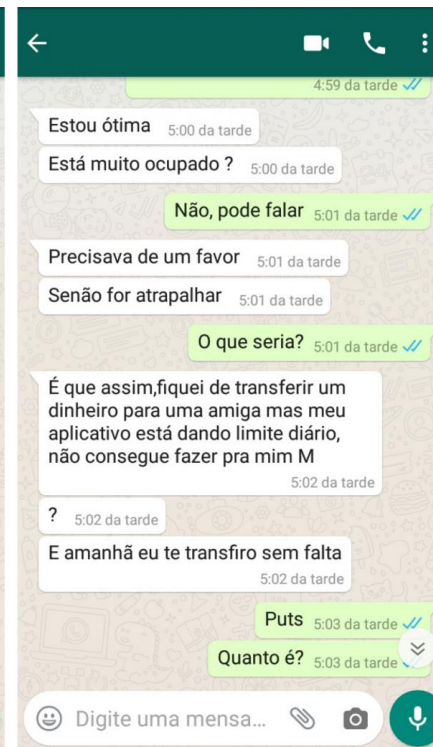 4:59 da tarde
Estou ótima 5:00 da tarde
Está muito ocupado ? 5:00 da tarde
Não, pode falar 5:01 da tarde
Precisava de um favor 5:01 da tarde
Senão for atrapalhar 5:01 da tarde
O que seria? 5:01 da tarde
É que assim,fiquei de transferir um
dinheiro para uma amiga mas meu
aplicativo está dando limite diário,
não consegue fazer pra mim M
5:02 da tarde
? 5:02 da tarde
E amanhã eu te transfiro sem falta
5:02 da tarde
Puts 5:03 da tarde
Quanto é? 5:03 da tarde
Digite uma mensa...